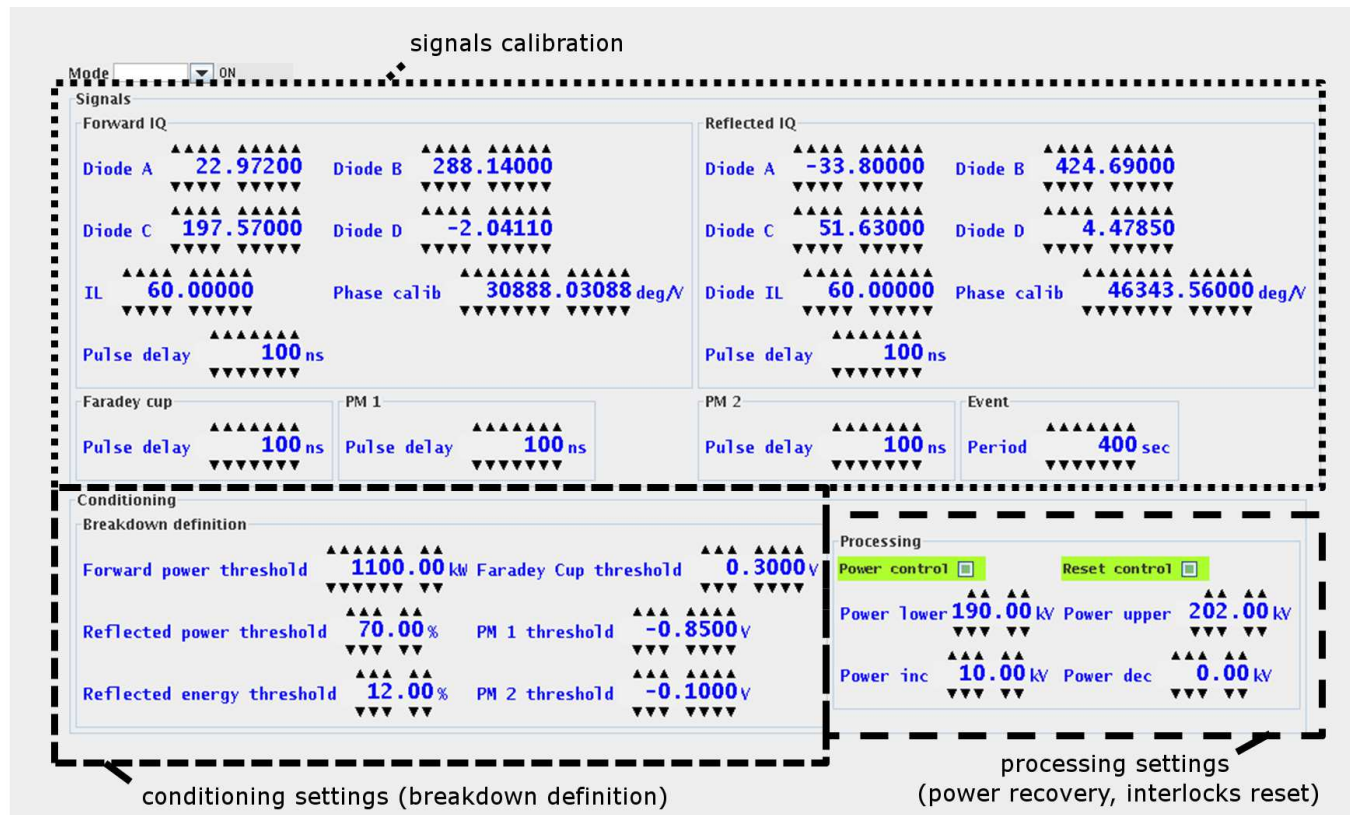 signals calibration
Mode ON
Signals
Forward IQ
Reflected IQ
Diode A 22.97200 Diode B 288.14000
Diode A -33.80000 Diode B 424.69000
Diode C 197.57000 Diode D -2.04110
Diode C 51.63000 Diode D 4.47850
IL 60.00000 Phase calib 30888.03088 deg/V
Diode IL 60.00000 Phase calib 46343.56000 deg/V
Pulse delay 100 ns
Pulse delay 100 ns
Faradey cup
PM 1
PM 2
Event
Pulse delay 100 ns
Pulse delay 100 ns
Pulse delay 100 ns
Period 400 sec
Conditioning
Breakdown definition
Forward power threshold 1100.00 kW Faraday Cup threshold 0.3000 V
Reflected power threshold 70.00 % PM 1 threshold -0.8500 V
Reflected energy threshold 12.00 % PM 2 threshold -0.1000 V
Processing
Power control Reset control
Power lower 190.00 kV Power upper 202.00 kV
Power inc 10.00 kV Power dec 0.00 kV
conditioning settings (breakdown definition)
processing settings
(power recovery, interlocks reset)